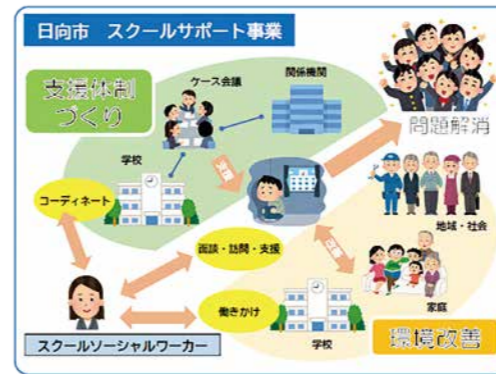 日向市 スクールサポート事業
支援体制
づくり
ケース会議
関係機関
問題解消
学校
支援
コーディネート
地域・社会
面談・訪問・支援
働きかけ
家庭
スクールソーシャルワーカー
学校
環境改善